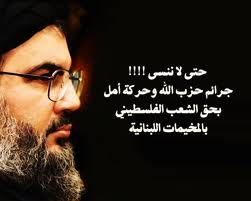 حتى لا ننسى !!!!
جرائم حزب الله وحركة أمل
بحق الشعب الفلسطيني
بالمخيمات اللبنانية